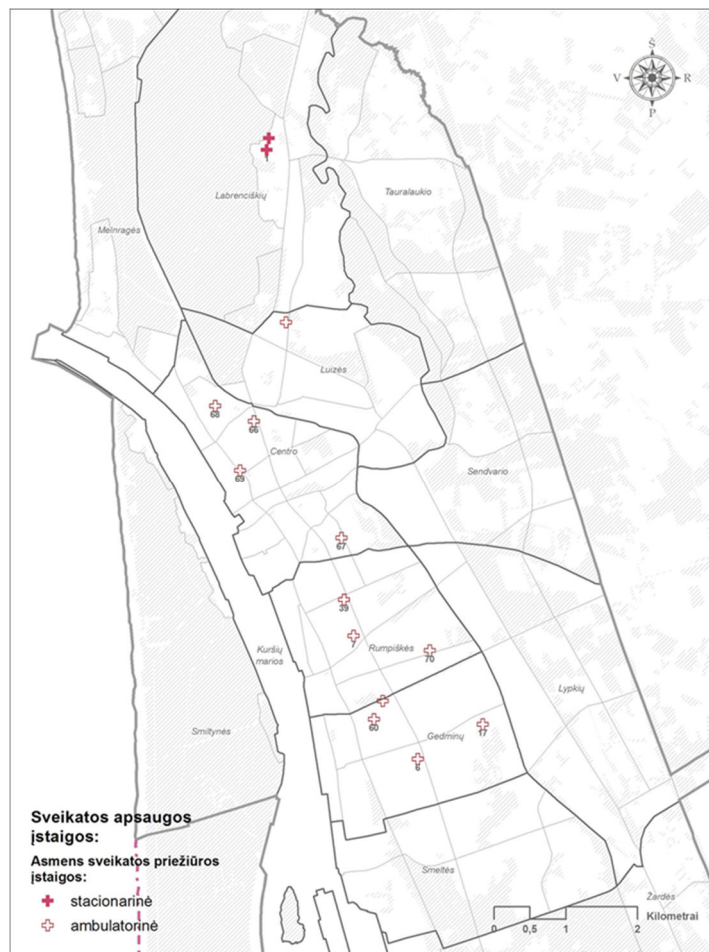 Š
V R
P
Tauralaukio
Labrenciškių
Melnragės
Luizės
68
66
Centro
69
Sendvario
67
39
7
Rumpiškės
70
Kuršių
marios
Lypkių
Smiltynės
60
Gedminų
17
6
Sveikatos apsaugos
įstaigos:
Asmens sveikatos priežiūros
įstaigos:
stacionarinė
ambulatorinė
Smeltės
Žardės
Kilometrai
0 0,5 1 2